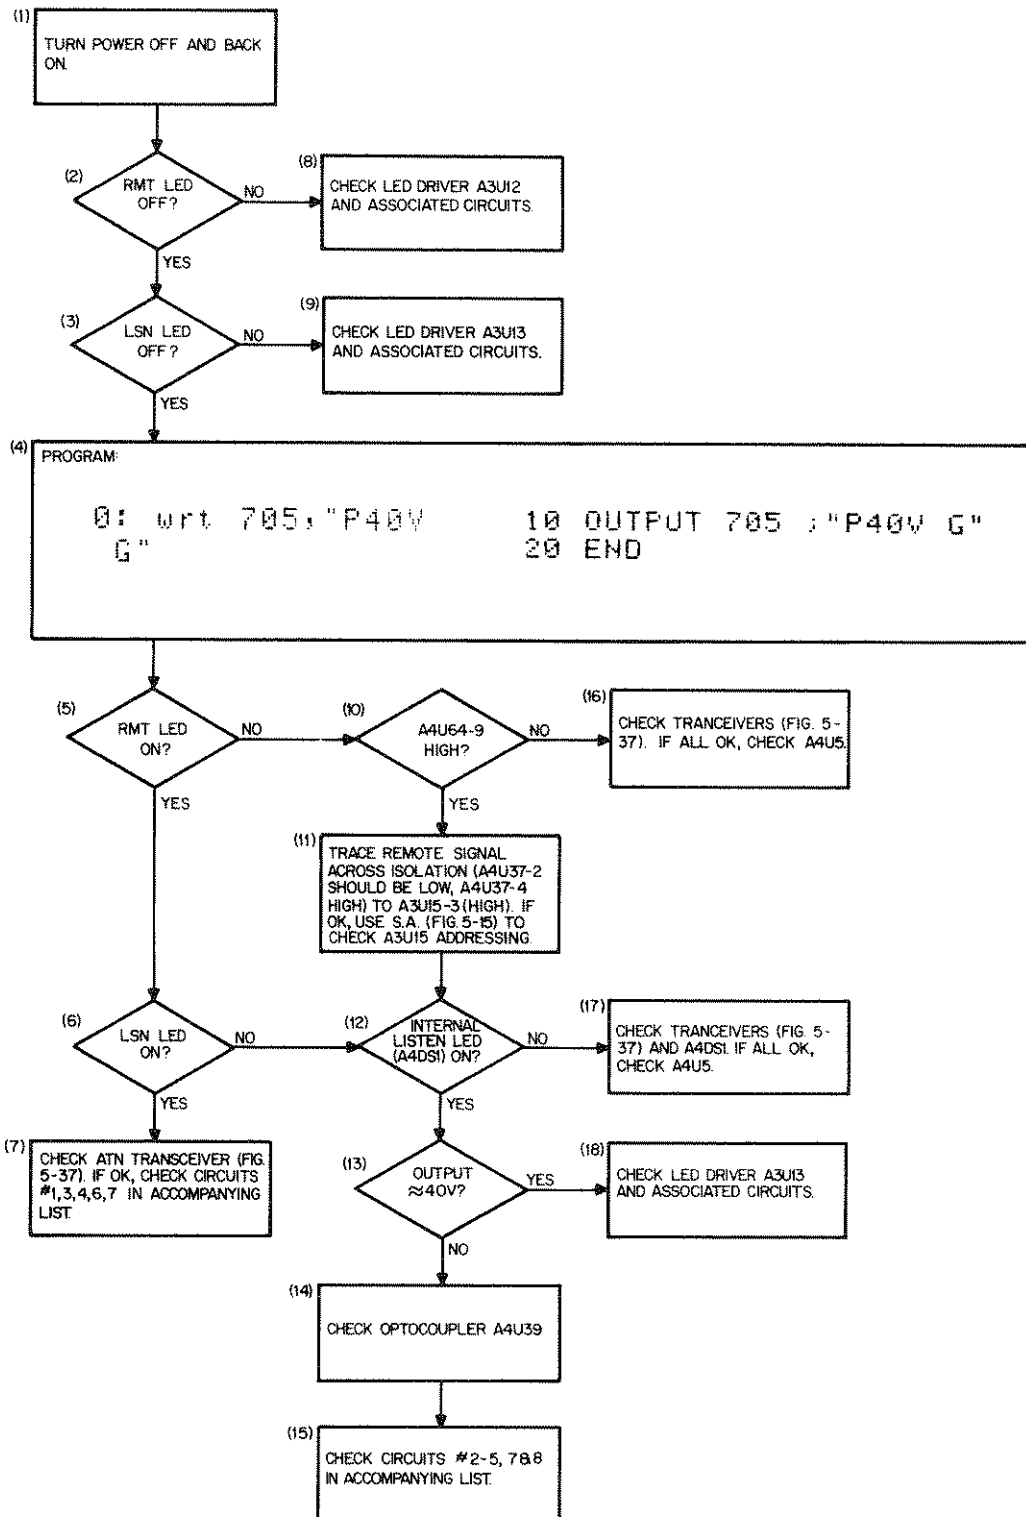 (1)
TURN POWER OFF AND BACK
ON.
(2)
RMT LED
OFF?
NO
YES
(8)
CHECK LED DRIVER A3U12
AND ASSOCIATED CIRCUITS.
(3)
LSN LED
OFF?
NO
YES
(9)
CHECK LED DRIVER A3U13
AND ASSOCIATED CIRCUITS.
(4)
PROGRAM:
0: wrt 705,"P40V
G"
10 OUTPUT 705 ;"P40V G"
20 END
(5)
RMT LED
ON?
NO
YES
(10)
A4U64-9
HIGH?
NO
YES
(16)
CHECK TRANCEIVERS (FIG. 5-
37). IF ALL OK, CHECK A4U5.
(11)
TRACE REMOTE SIGNAL
ACROSS ISOLATION (A4U37-2
SHOULD BE LOW, A4U37-4
HIGH) TO A3U15-3 (HIGH). IF
OK, USE S.A. (FIG. 5-15) TO
CHECK A3U15 ADDRESSING.
(6)
LSN LED
ON?
NO
YES
(12)
INTERNAL
LISTEN LED
(A4DS1) ON?
NO
YES
(17)
CHECK TRANCEIVERS (FIG. 5-
37) AND A4DS1. IF ALL OK,
CHECK A4U5.
(7)
CHECK ATN TRANSCEIVER (FIG.
5-37). IF OK, CHECK CIRCUITS
#1,3,4,6,7 IN ACCOMPANYING
LIST.
(13)
OUTPUT
≈40V?
YES
NO
(18)
CHECK LED DRIVER A3U13
AND ASSOCIATED CIRCUITS.
(14)
CHECK OPTOCOUPLER A4U39
(15)
CHECK CIRCUITS #2-5, 7&8
IN ACCOMPANYING LIST.